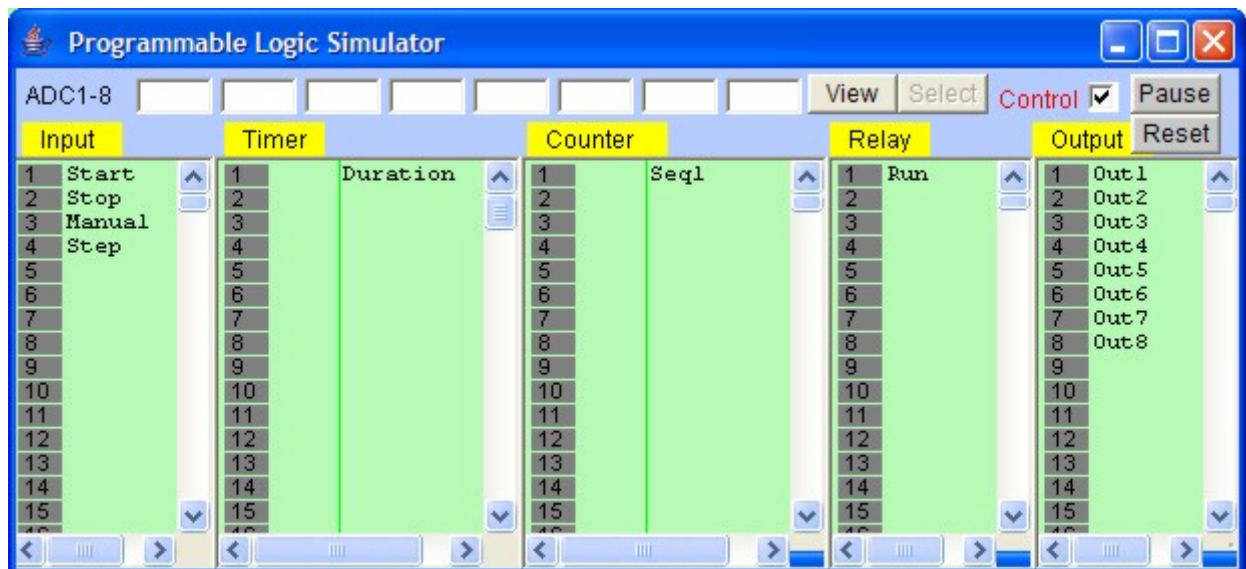 Programmable Logic Simulator
ADC1-8 View Select Control Pause
Input Timer Counter Relay Output Reset
1 Start 1 Duration 1 Seq1 1 Run 1 Out1
2 Stop 2 2 2 2 Out2
3 Manual 3 3 3 3 Out3
4 Step 4 4 4 4 Out4
5 5 5 5 5 Out5
6 6 6 6 6 Out6
7 7 7 7 7 Out7
8 8 8 8 8 Out8
9 9 9 9 9
10 10 10 10 10
11 11 11 11 11
12 12 12 12 12
13 13 13 13 13
14 14 14 14 14
15 15 15 15 15